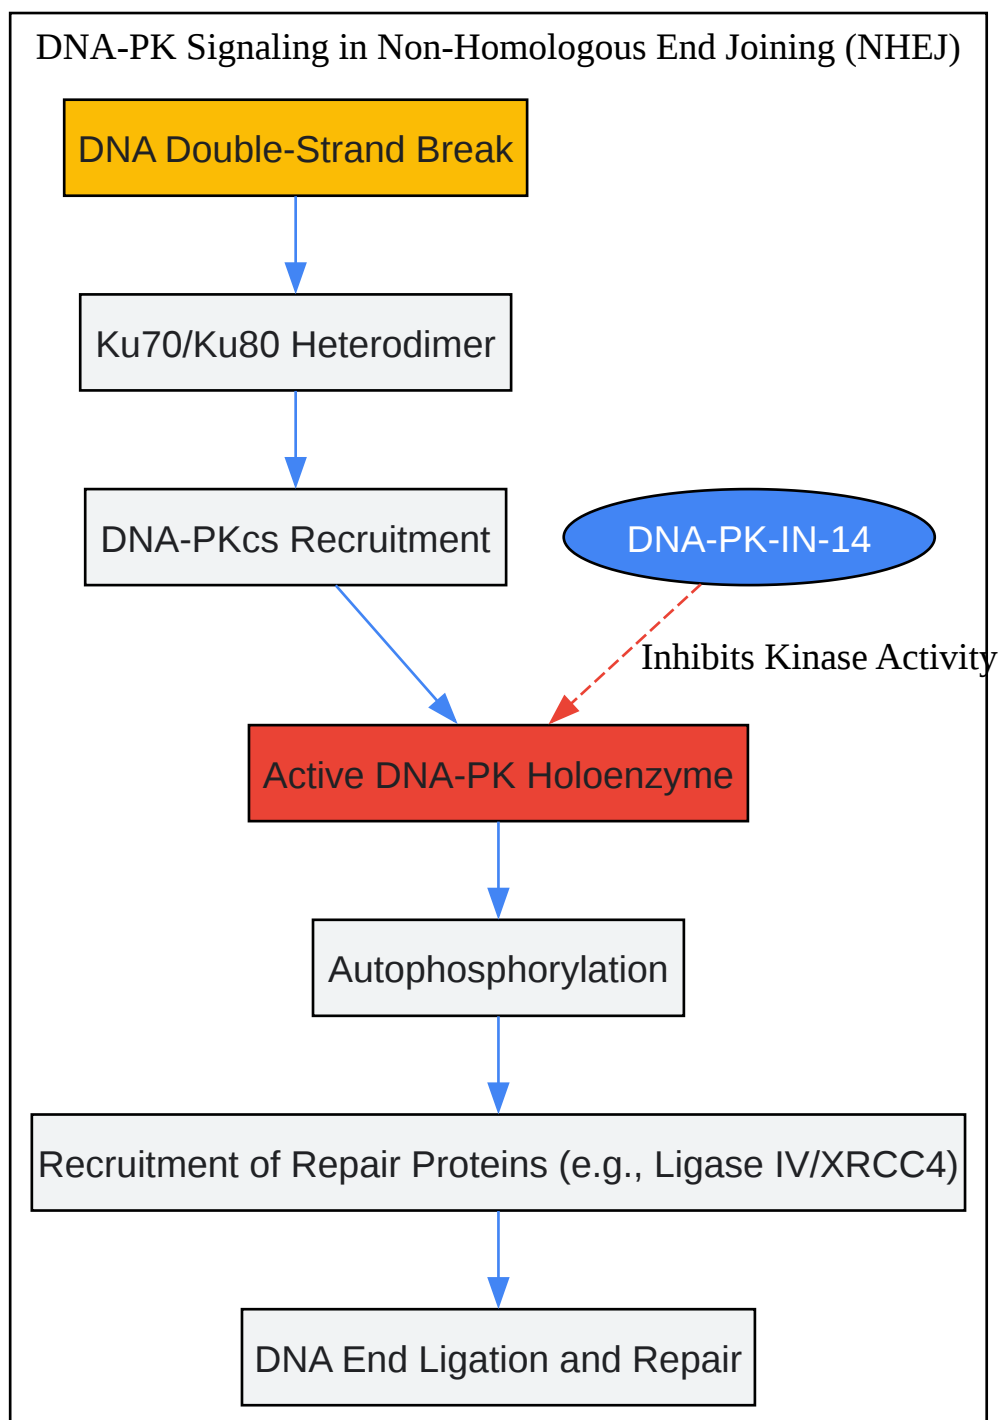 DNA-PK Signaling in Non-Homologous End Joining (NHEJ)
DNA Double-Strand Break
Ku70/Ku80 Heterodimer
DNA-PKcs Recruitment
DNA-PK-IN-14
Inhibits Kinase Activity
Active DNA-PK Holoenzyme
Autophosphorylation
Recruitment of Repair Proteins (e.g., Ligase IV/XRCC4)
DNA End Ligation and Repair